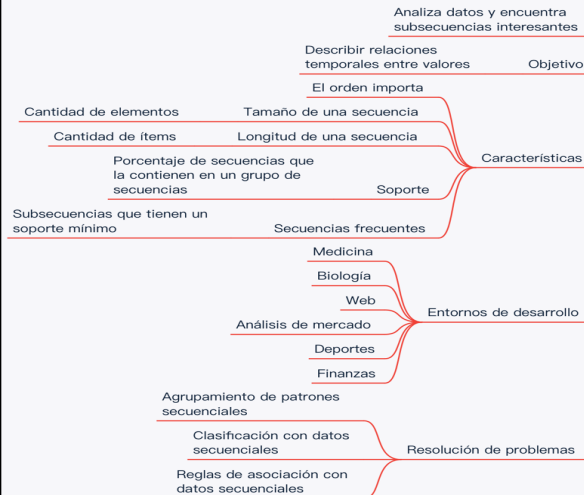 Analiza datos y encuentra
subsecuencias interesantes
Describir relaciones
temporales entre valores
Objetivo
El orden importa
Cantidad de elementos
Tamaño de una secuencia
Cantidad de ítems
Longitud de una secuencia
Características
Porcentaje de secuencias que
la contienen en un grupo de
secuencias
Soporte
Subsecuencias que tienen un
soporte mínimo
Secuencias frecuentes
Medicina
Biología
Web
Entornos de desarrollo
Análisis de mercado
Deportes
Finanzas
Agrupamiento de patrones
secuenciales
Clasificación con datos
secuenciales
Resolución de problemas
Reglas de asociación con
datos secuenciales